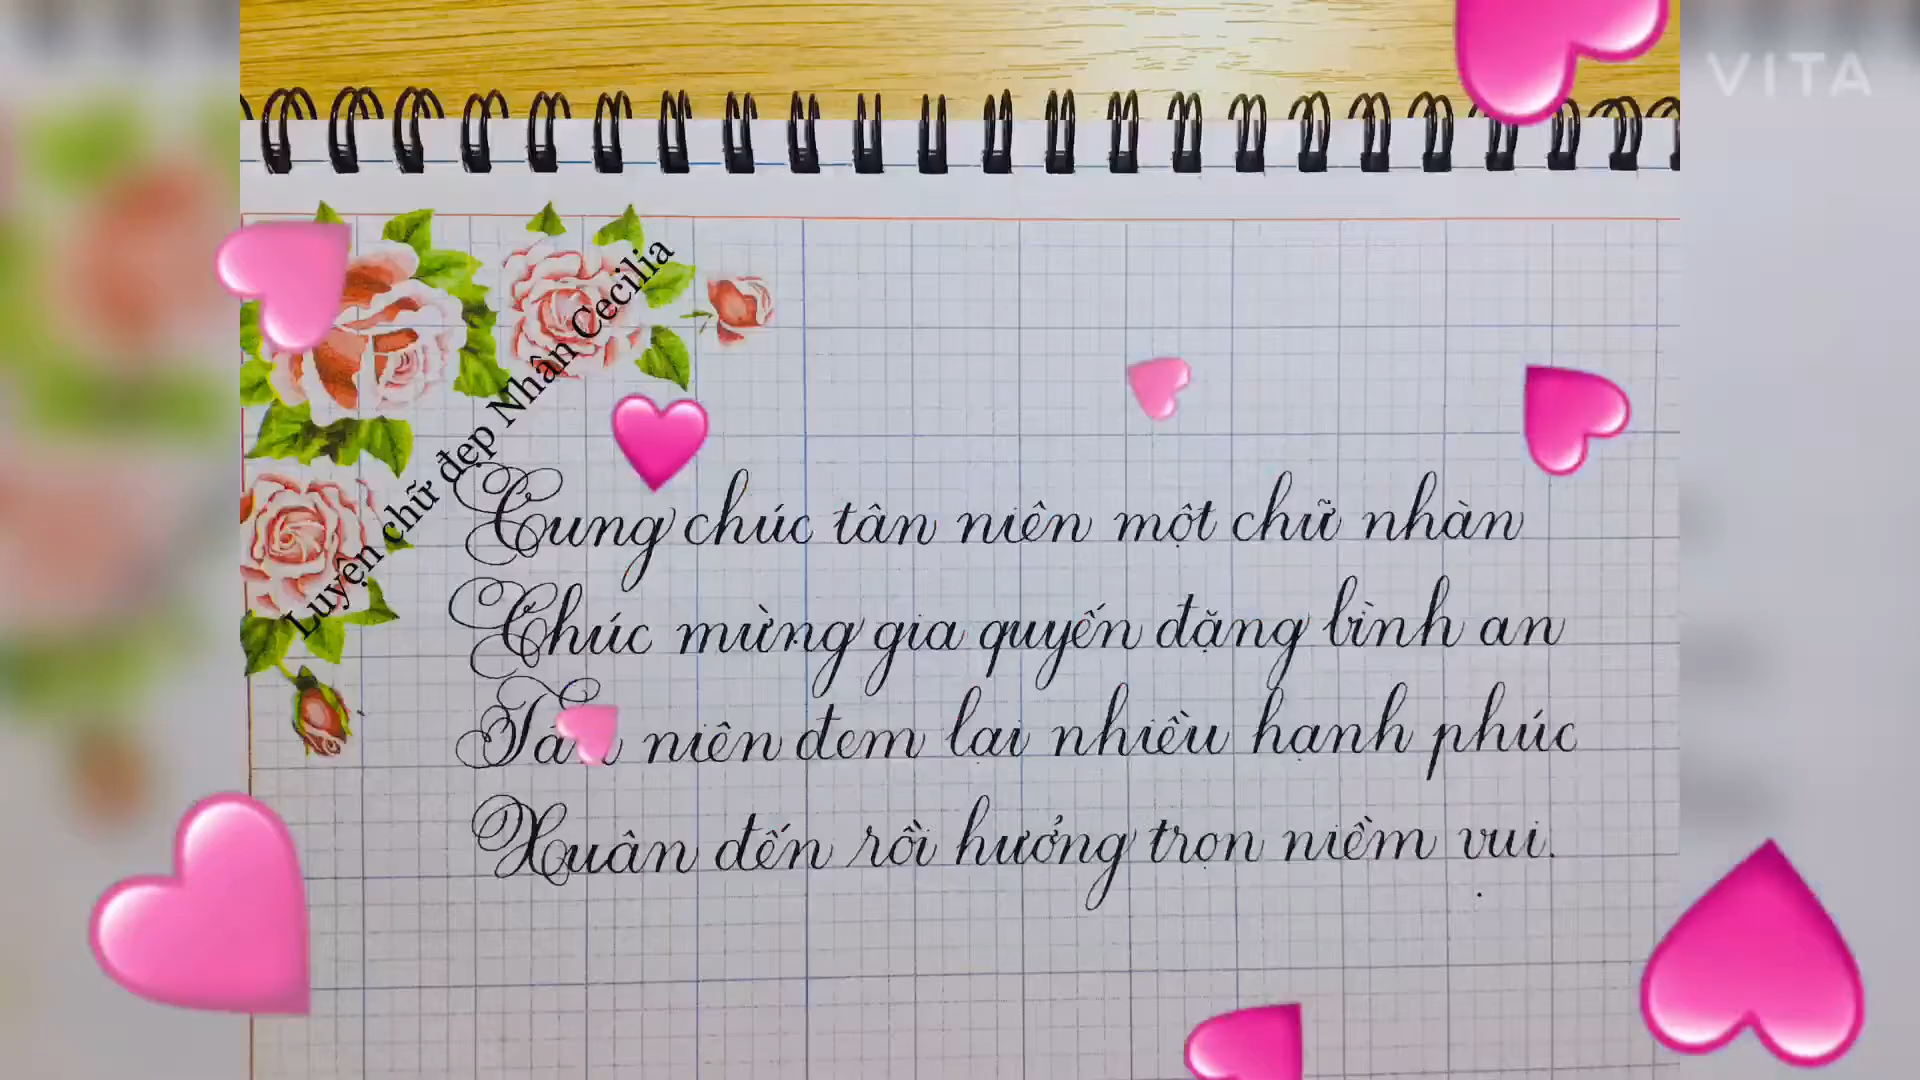 VITA
Luyện chữ đẹp Nhân Cecilia
Cung chúc tân niên một chữ nhàn
Chúc mừng gia quyến đặng bình an
niên đem lại nhiều hạnh phúc
Xuân đến rồi hưởng trọn niềm vui.